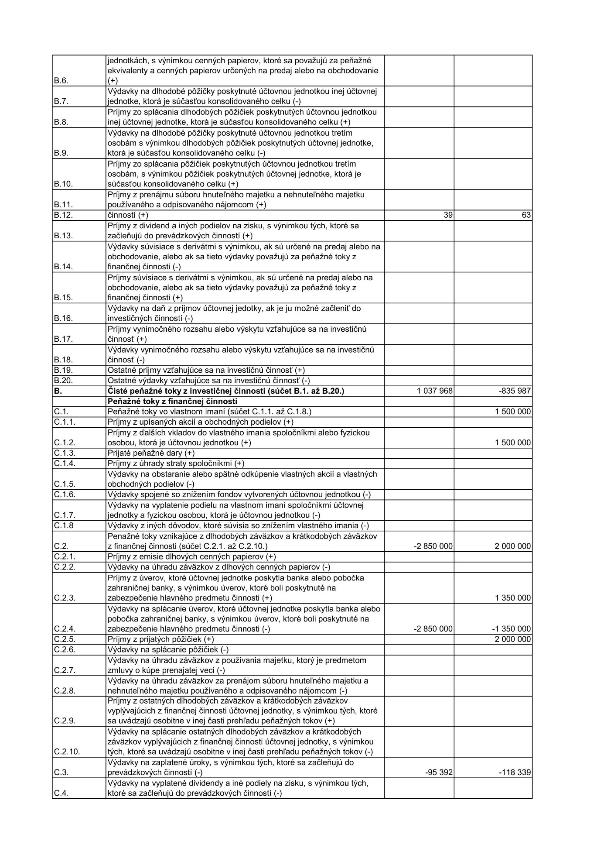 jednotkách, s výnimkou cenných papierov, ktoré sa považujú za peňažné
ekvivalenty a cenných papierov určených na predaj alebo na obchodovanie
B.6. (+)
Výdavky na dlhodobé pôžičky poskytnuté účtovnou jednotkou inej účtovnej
B.7. jednotke, ktorá je súčasťou konsolidovaného celku (-)
Príjmy zo splácania dlhodobých pôžičiek poskytnutých účtovnou jednotkou
B.8. inej účtovnej jednotke, ktorá je súčasťou konsolidovaného celku (+)
Výdavky na dlhodobé pôžičky poskytnuté účtovnou jednotkou tretím
osobám s výnimkou dlhodobých pôžičiek poskytnutých účtovnej jednotke,
B.9. ktorá je súčasťou konsolidovaného celku (-)
Príjmy zo splácania pôžičiek poskytnutých účtovnou jednotkou tretím
osobám, s výnimkou pôžičiek poskytnutých účtovnej jednotke, ktorá je
B.10. súčasťou konsolidovaného celku (+)
Príjmy z prenájmu súboru hnuteľného majetku a nehnuteľného majetku
B.11. používaného a odpisovaného nájomcom (+)
B.12. činností (+) 39 63
Príjmy z dividend a iných podielov na zisku, s výnimkou tých, ktoré sa
B.13. začleňujú do prevádzkových činností (+)
Výdavky súvisiace s derivátmi s výnimkou, ak sú určené na predaj alebo na
obchodovanie, alebo ak sa tieto výdavky považujú za peňažné toky z
B.14. finančnej činnosti (-)
Príjmy súvisiace s derivátmi s výnimkou, ak sú určené na predaj alebo na
obchodovanie, alebo ak sa tieto výdavky považujú za peňažné toky z
B.15. finančnej činnosti (+)
Výdavky na daň z príjmov účtovnej jedotky, ak je ju možné začleniť do
B.16. investičných činností (-)
Príjmy vynimočného rozsahu alebo výskytu vzťahujúce sa na investičnú
B.17. činnosť (+)
Výdavky vynimočného rozsahu alebo výskytu vzťahujúce sa na investičnú
B.18. činnosť (-)
B.19. Ostatné príjmy vzťahujúce sa na investičnú činnosť (+)
B.20. Ostatné výdavky vzťahujúce sa na investičnú činnosť (-)
B. Čisté peňažné toky z investičnej činnosti (súčet B.1. až B.20.) 1 037 968 -835 987
Peňažné toky z finančnej činnosti
C.1. Peňažné toky vo vlastnom imaní (súčet C.1.1. až C.1.8.) 1 500 000
C.1.1. Príjmy z upísaných akcií a obchodných podielov (+)
Príjmy z ďalších vkladov do vlastného imania spoločníkmi alebo fyzickou
C.1.2. osobou, ktorá je účtovnou jednotkou (+) 1 500 000
C.1.3. Prijaté peňažné dary (+)
C.1.4. Príjmy z úhrady straty spoločníkmi (+)
Výdavky na obstaranie alebo spätné odkúpenie vlastných akcií a vlastných
C.1.5. obchodných podielov (-)
C.1.6. Výdavky spojené so znížením fondov vytvorených účtovnou jednotkou (-)
Výdavky na vyplatenie podielu na vlastnom imaní spoločníkmi účtovnej
C.1.7. jednotky a fyzickou osobou, ktorá je účtovnou jednotkou (-)
C.1.8 Výdavky z iných dôvodov, ktoré súvisia so znížením vlastného imania (-)
Penažné toky vznikajúce z dlhodobých záväzkov a krátkodobých záväzkov
C.2. z finančnej činnosti (súčet C.2.1. až C.2.10.) -2 850 000 2 000 000
C.2.1. Príjmy z emisie dlhových cenných papierov (+)
C.2.2. Výdavky na úhradu záväzkov z dlhových cenných papierov (-)
Príjmy z úverov, ktoré účtovnej jednotke poskytla banka alebo pobočka
zahraničnej banky, s výnimkou úverov, ktoré boli poskytnuté na
C.2.3. zabezpečenie hlavného predmetu činnosti (+) 1 350 000
Výdavky na splácanie úverov, ktoré účtovnej jednotke poskytla banka alebo
pobočka zahraničnej banky, s výnimkou úverov, ktoré boli poskytnuté na
C.2.4. zabezpečenie hlavného predmetu činnosti (-) -2 850 000 -1 350 000
C.2.5. Príjmy z prijatých pôžičiek (+) 2 000 000
C.2.6. Výdavky na splácanie pôžičiek (-)
Výdavky na úhradu záväzkov z používania majetku, ktorý je predmetom
C.2.7. zmluvy o kúpe prenajatej veci (-)
Výdavky na úhradu záväzkov za prenájom súboru hnuteľného majetku a
C.2.8. nehnuteľného majetku používaného a odpisovaného nájomcom (-)
Príjmy z ostatných dlhodobých záväzkov a krátkodobých záväzkov
vyplývajúcich z finančnej činnosti účtovnej jednotky, s výnimkou tých, ktoré
C.2.9. sa uvádzajú osobitne v inej časti prehľadu peňažných tokov (+)
Výdavky na splácanie ostatných dlhodobých záväzkov a krátkodobých
záväzkov vyplývajúcich z finančnej činnosti účtovnej jednotky, s výnimkou
C.2.10. tých, ktoré sa uvádzajú osobitne v inej časti prehľadu peňažných tokov (-)
Výdavky na zaplatené úroky, s výnimkou tých, ktoré sa začleňujú do
C.3. prevádzkových činností (-) -95 392 -118 339
Výdavky na vyplatené dividendy a iné podiely na zisku, s výnimkou tých,
C.4. ktoré sa začleňujú do prevádzkových činností (-)